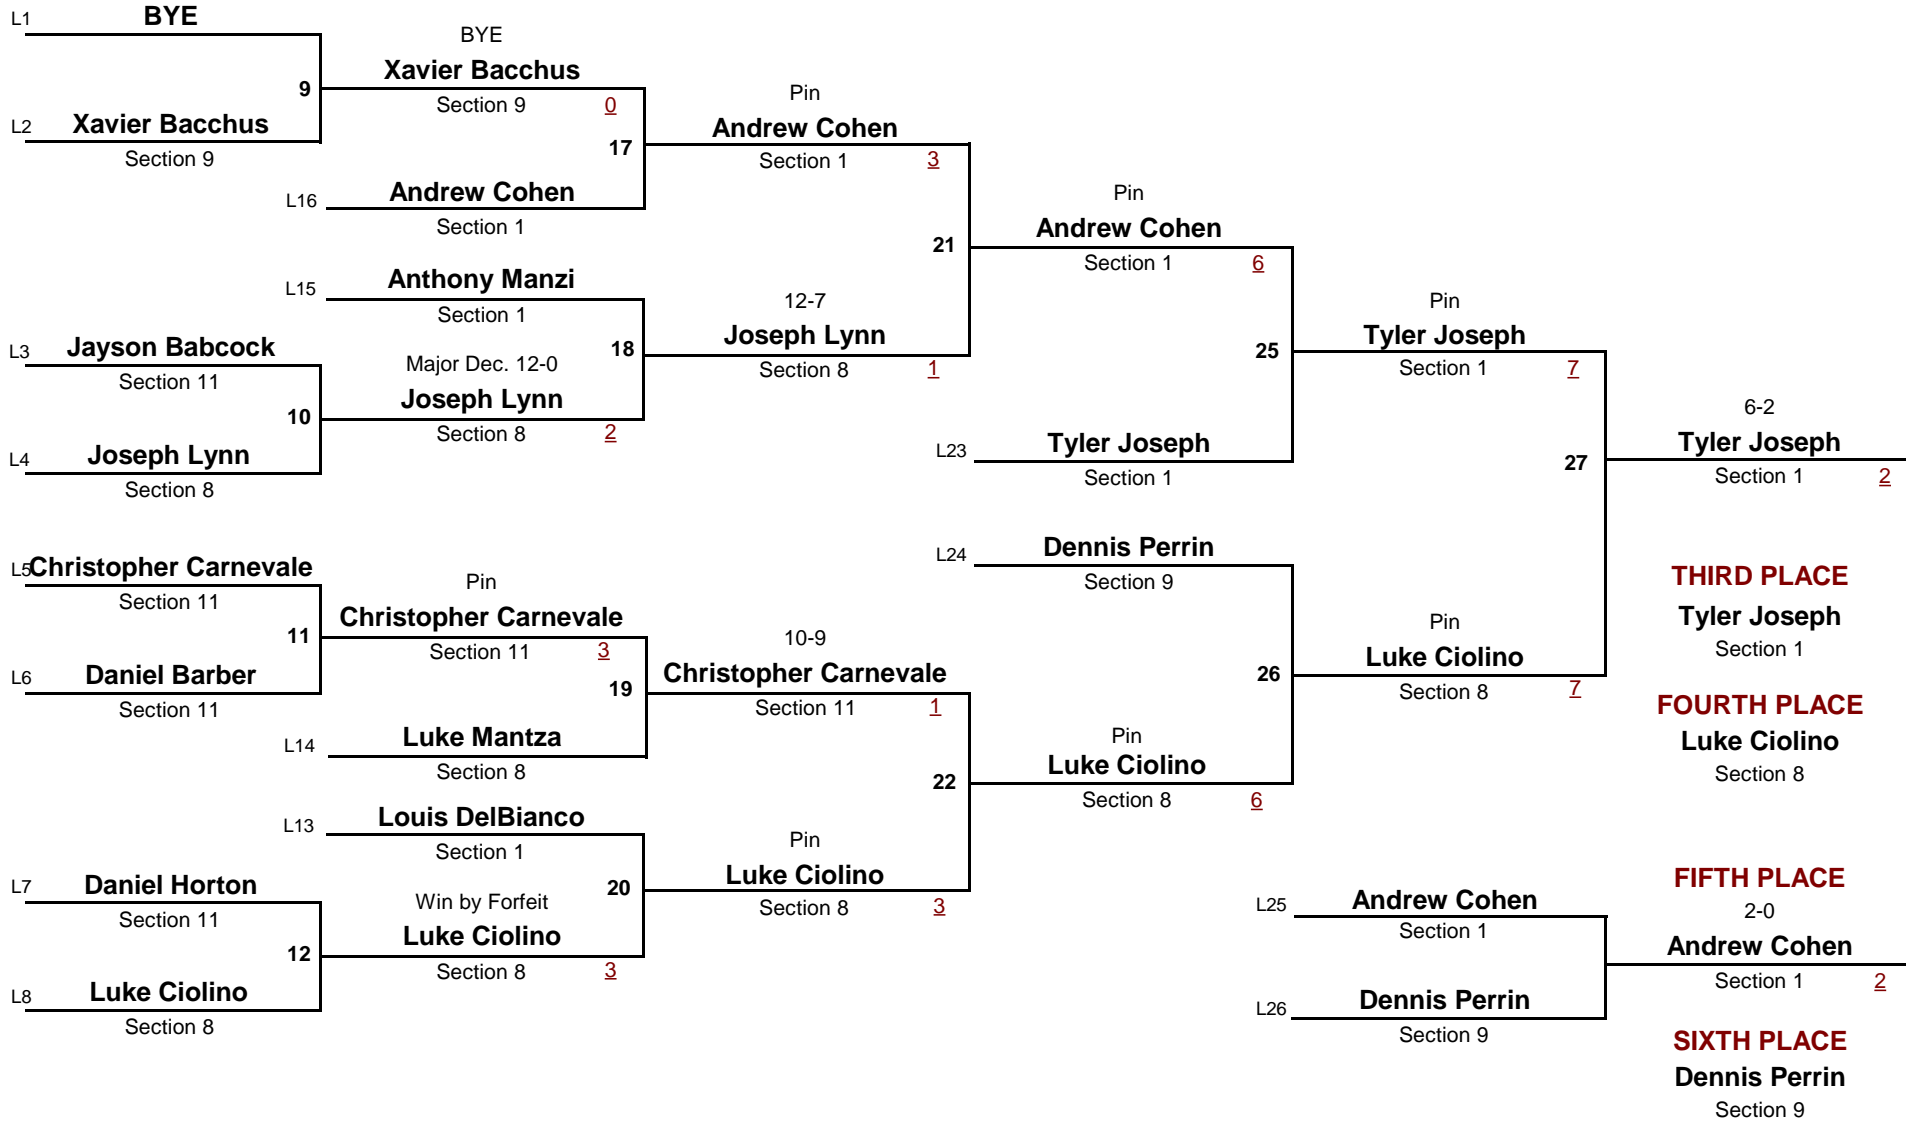 L1 BYE
9
L2 Xavier Bacchus
Section 9
BYE
Xavier Bacchus
Section 9 0
17
L16 Andrew Cohen
Section 1
Pin
Andrew Cohen
Section 1 3
L15 Anthony Manzi
Section 1
18
L3 Jayson Babcock
Section 11
10
L4 Joseph Lynn
Section 8
Major Dec. 12-0
Joseph Lynn
Section 8 2
12-7
Joseph Lynn
Section 8 1
21
Pin
Andrew Cohen
Section 1 6
25
L23 Tyler Joseph
Section 1
Pin
Tyler Joseph
Section 1 7
27
6-2
Tyler Joseph
Section 1 2
L5 Christopher Carnevale
Section 11
11
L6 Daniel Barber
Section 11
Pin
Christopher Carnevale
Section 11 3
19
L14 Luke Mantza
Section 8
10-9
Christopher Carnevale
Section 11 1
22
L13 Louis DelBianco
Section 1
20
L7 Daniel Horton
Section 11
12
L8 Luke Ciolino
Section 8
Win by Forfeit
Luke Ciolino
Section 8 3
Pin
Luke Ciolino
Section 8 3
L24 Dennis Perrin
Section 9
26
Pin
Luke Ciolino
Section 8 6
Pin
Luke Ciolino
Section 8 7
THIRD PLACE
Tyler Joseph
Section 1
FOURTH PLACE
Luke Ciolino
Section 8
L25 Andrew Cohen
Section 1
L26 Dennis Perrin
Section 9
FIFTH PLACE
2-0
Andrew Cohen
Section 1 2
SIXTH PLACE
Dennis Perrin
Section 9